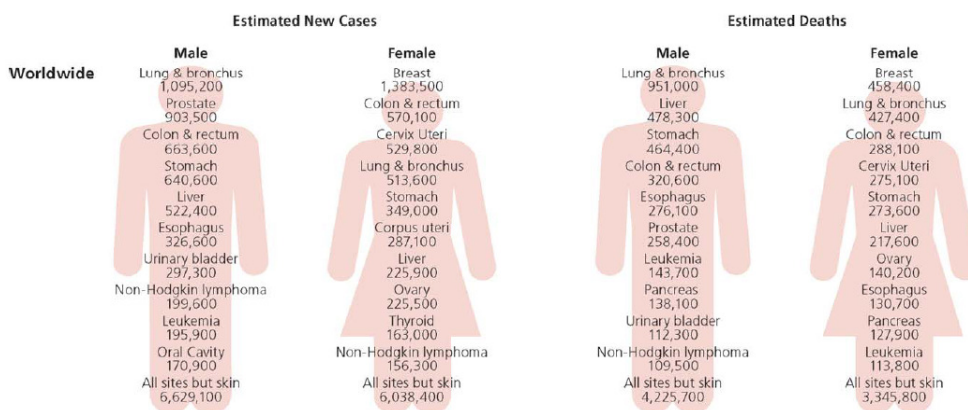 Estimated New Cases
Estimated Deaths
Worldwide
Male
Lung & bronchus
1,095,200
Prostate
903,500
Colon & rectum
663,600
Stomach
640,600
Liver
522,400
Esophagus
326,600
Urinary bladder
297,300
Non-Hodgkin lymphoma
199,600
Leukemia
195,900
Oral Cavity
170,900
All sites but skin
6,629,100
Female
Breast
1,383,500
Colon & rectum
570,100
Cervix Uteri
529,800
Lung & bronchus
513,600
Stomach
349,000
Corpus uteri
287,100
Liver
225,900
Ovary
225,500
Thyroid
163,000
Non-Hodgkin lymphoma
156,300
All sites but skin
6,038,400
Male
Lung & bronchus
951,000
Liver
478,300
Stomach
464,400
Colon & rectum
320,600
Esophagus
276,100
Prostate
258,400
Leukemia
143,700
Pancreas
138,100
Urinary bladder
112,300
Non-Hodgkin lymphoma
109,500
All sites but skin
4,225,700
Female
Breast
458,400
Lung & bronchus
427,400
Colon & rectum
288,100
Cervix Uteri
275,100
Stomach
273,600
Liver
217,600
Ovary
140,200
Esophagus
130,700
Pancreas
127,900
Leukemia
113,800
All sites but skin
3,345,800